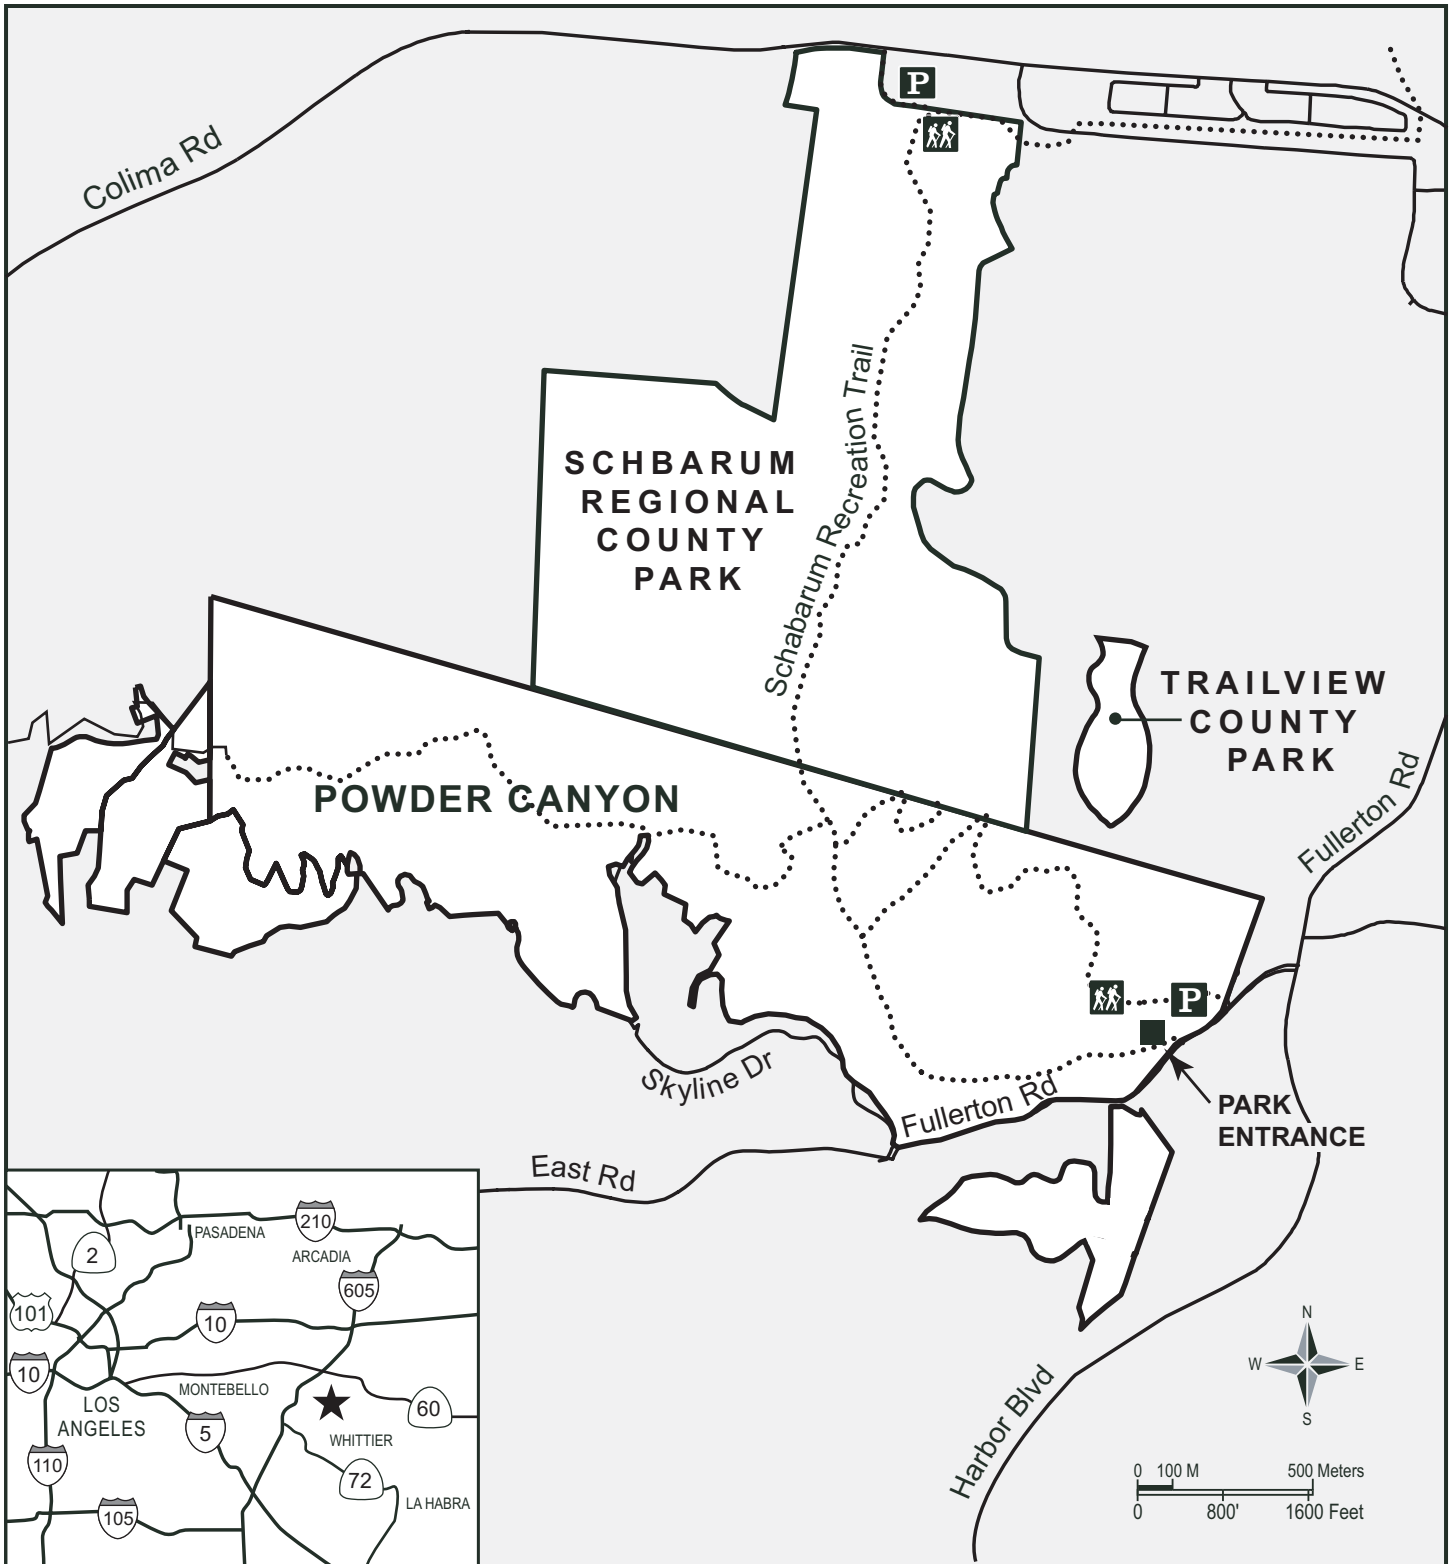 P
Colima Rd
Schabarum Recreation Trail
SCHBARUM
REGIONAL
COUNTY
PARK
TRAILVIEW
COUNTY
PARK
Fullerton Rd
POWDER CANYON
P
Skyline Dr
Fullerton Rd
PARK
ENTRANCE
East Rd
Harbor Blvd
N
W
E
S
0 100 M 500 Meters
0 800' 1600 Feet
210
PASADENA
2
ARCADIA
605
101
10
10
MONTEBELLO
LOS
ANGELES
60
5
WHITTIER
110
72
LA HABRA
105